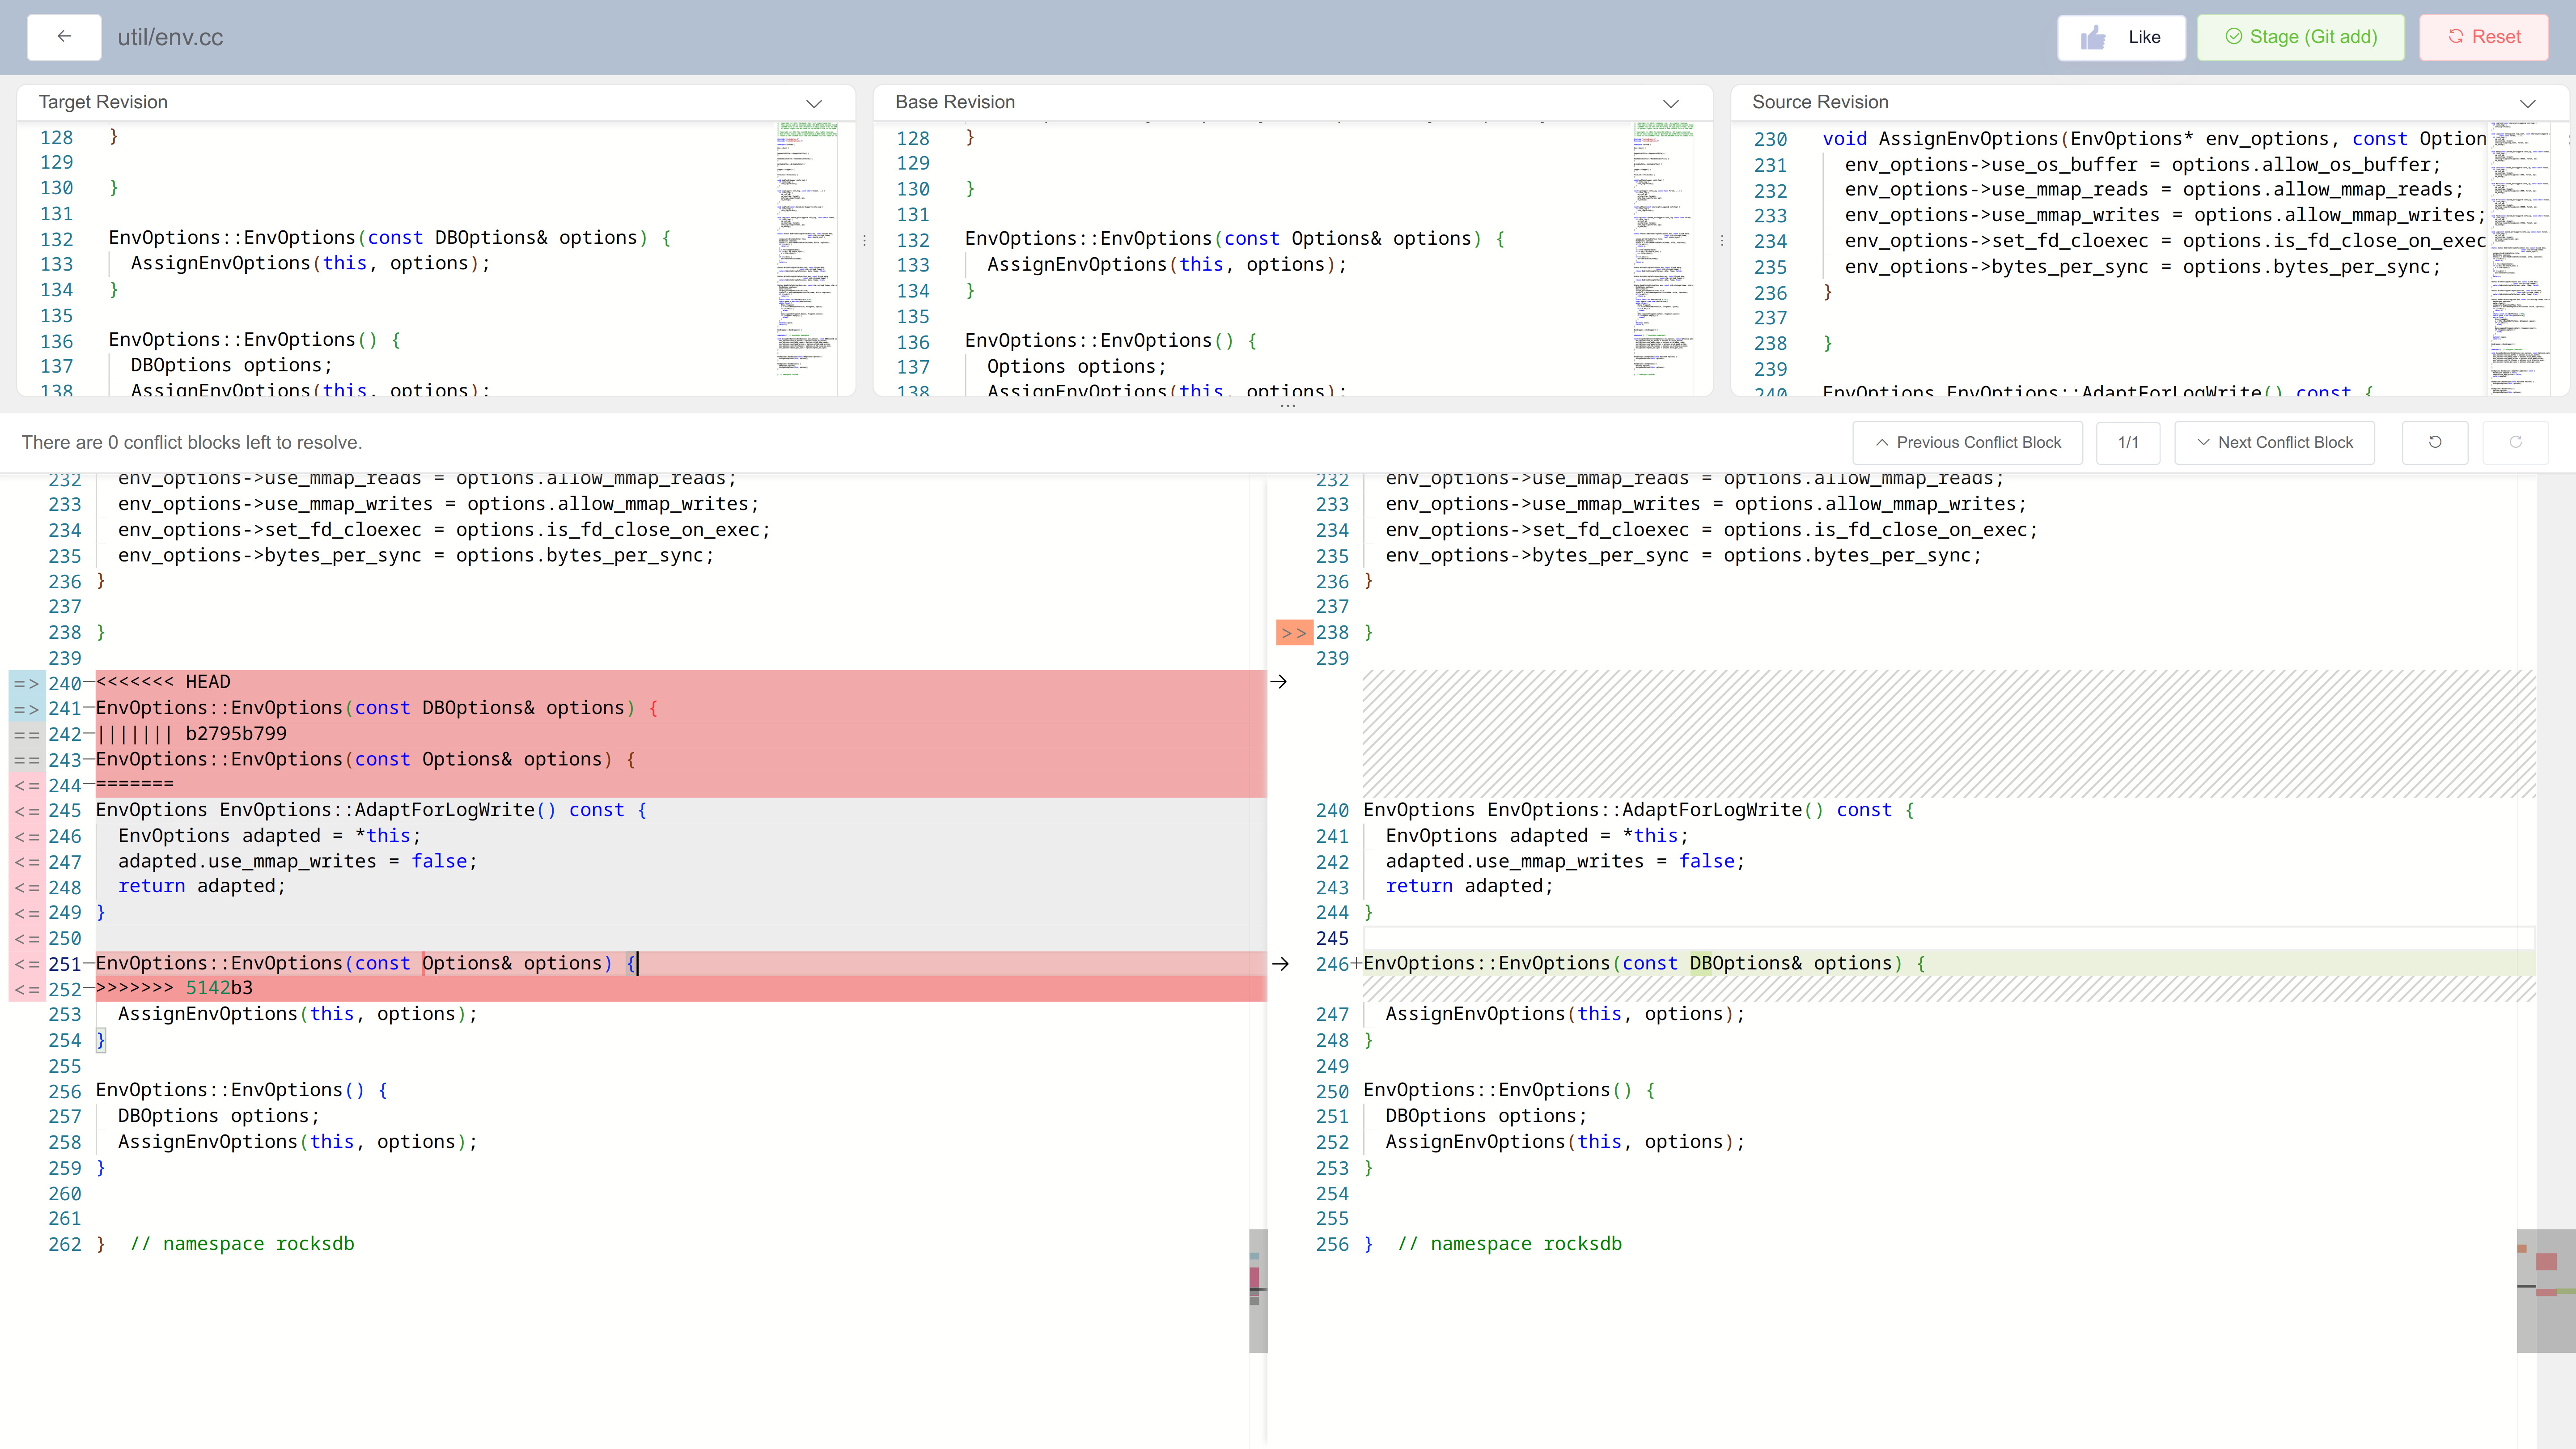 util/env.cc
Like
Stage (Git add)
Reset
Target Revision
128 }
129
130 }
131
132 EnvOptions::EnvOptions(const DBOptions& options) {
133 AssignEnvOptions(this, options);
134 }
135
136 EnvOptions::EnvOptions() {
137 DBOptions options;
138 AssignEnvOptions(this, options);
Base Revision
128 }
129
130 }
131
132 EnvOptions::EnvOptions(const Options& options) {
133 AssignEnvOptions(this, options);
134 }
135
136 EnvOptions::EnvOptions() {
137 Options options;
138 AssignEnvOptions(this, options);
Source Revision
230 void AssignEnvOptions(EnvOptions* env_options, const Option
231 env_options->use_os_buffer = options.allow_os_buffer;
232 env_options->use_mmap_reads = options.allow_mmap_reads;
233 env_options->use_mmap_writes = options.allow_mmap_writes;
234 env_options->set_fd_cloexec = options.is_fd_close_on_exec
235 env_options->bytes_per_sync = options.bytes_per_sync;
236 }
237
238 }
239
240 EnvOptions EnvOptions::AdaptForLogWrite() const {
There are 0 conflict blocks left to resolve.
Previous Conflict Block
1/1
Next Conflict Block
232 env_options->use_mmap_reads = options.allow_mmap_reads;
233 env_options->use_mmap_writes = options.allow_mmap_writes;
234 env_options->set_fd_cloexec = options.is_fd_close_on_exec;
235 env_options->bytes_per_sync = options.bytes_per_sync;
236 }
237
238 }
239
=> 240 <<<<<<< HEAD
=> 241 EnvOptions::EnvOptions(const DBOptions& options) {
== 242 ||||||| b2795b799
== 243 EnvOptions::EnvOptions(const Options& options) {
<= 244 =======
<= 245 EnvOptions EnvOptions::AdaptForLogWrite() const {
<= 246 EnvOptions adapted = *this;
<= 247 adapted.use_mmap_writes = false;
<= 248 return adapted;
<= 249 }
<= 250
<= 251 EnvOptions::EnvOptions(const Options& options) {
<= 252 >>>>>>> 5142b3
253 AssignEnvOptions(this, options);
254 }
255
256 EnvOptions::EnvOptions() {
257 DBOptions options;
258 AssignEnvOptions(this, options);
259 }
260
261
262 } // namespace rocksdb
232 env_options->use_mmap_reads = options.allow_mmap_reads;
233 env_options->use_mmap_writes = options.allow_mmap_writes;
234 env_options->set_fd_cloexec = options.is_fd_close_on_exec;
235 env_options->bytes_per_sync = options.bytes_per_sync;
236 }
237
>> 238 }
239
240 EnvOptions EnvOptions::AdaptForLogWrite() const {
241 EnvOptions adapted = *this;
242 adapted.use_mmap_writes = false;
243 return adapted;
244 }
245
246+ EnvOptions::EnvOptions(const DBOptions& options) {
247 AssignEnvOptions(this, options);
248 }
249
250 EnvOptions::EnvOptions() {
251 DBOptions options;
252 AssignEnvOptions(this, options);
253 }
254
255
256 } // namespace rocksdb